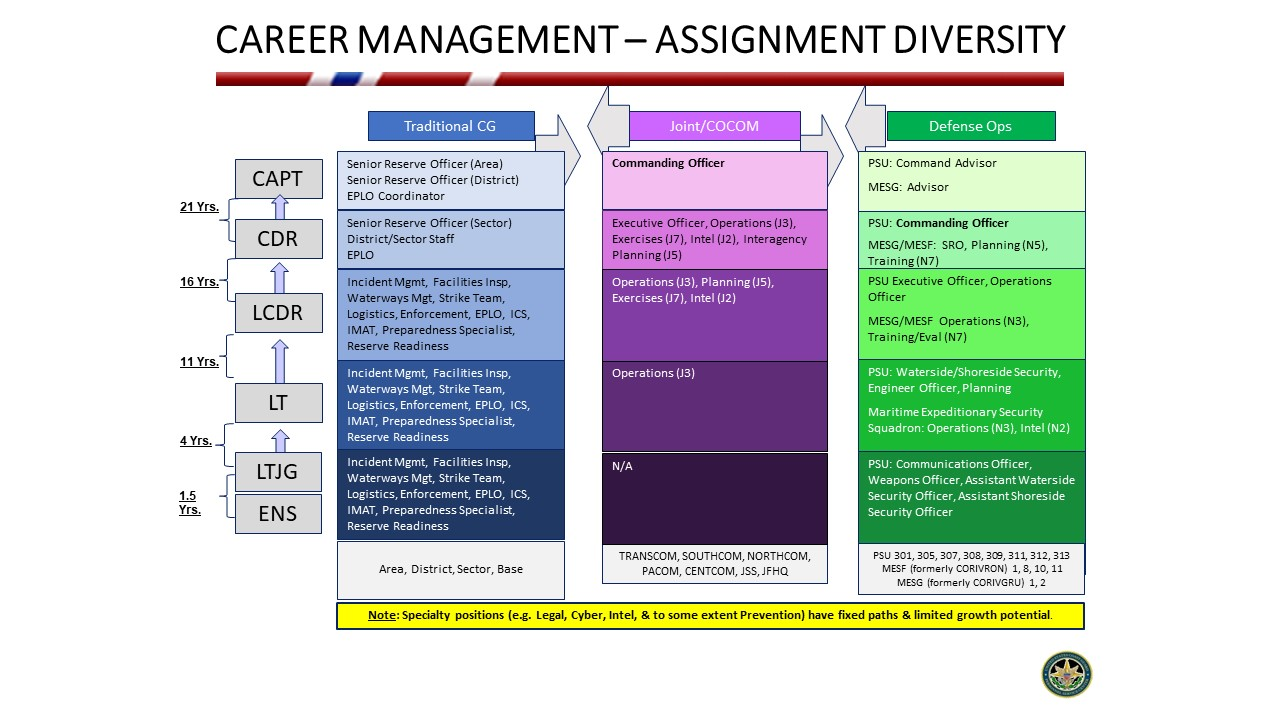 CAREER MANAGEMENT – ASSIGNMENT DIVERSITY
Traditional CG
Joint/COCOM
Defense Ops
CAPT
21 Yrs.
CDR
16 Yrs.
LCDR
11 Yrs.
LT
4 Yrs.
LTJG
1.5
Yrs.
ENS
Senior Reserve Officer (Area)
Senior Reserve Officer (District)
EPLO Coordinator
Senior Reserve Officer (Sector)
District/Sector Staff
EPLO
Incident Mgmt, Facilities Insp,
Waterways Mgt, Strike Team,
Logistics, Enforcement, EPLO, ICS,
IMAT, Preparedness Specialist,
Reserve Readiness
Incident Mgmt, Facilities Insp,
Waterways Mgt, Strike Team,
Logistics, Enforcement, EPLO, ICS,
IMAT, Preparedness Specialist,
Reserve Readiness
Incident Mgmt, Facilities Insp,
Waterways Mgt, Strike Team,
Logistics, Enforcement, EPLO, ICS,
IMAT, Preparedness Specialist,
Reserve Readiness
Area, District, Sector, Base
Commanding Officer
Executive Officer, Operations (J3),
Exercises (J7), Intel (J2), Interagency
Planning (J5)
Operations (J3), Planning (J5),
Exercises (J7), Intel (J2)
Operations (J3)
N/A
TRANSCOM, SOUTHCOM, NORTHCOM,
PACOM, CENTCOM, JSS, JFHQ
PSU: Command Advisor
MESG: Advisor
PSU: Commanding Officer
MESG/MESF: SRO, Planning (N5),
Training (N7)
PSU Executive Officer, Operations
Officer
MESG/MESF Operations (N3),
Training/Eval (N7)
PSU: Waterside/Shoreside Security,
Engineer Officer, Planning
Maritime Expeditionary Security
Squadron: Operations (N3), Intel (N2)
PSU: Communications Officer,
Weapons Officer, Assistant Waterside
Security Officer, Assistant Shoreside
Security Officer
PSU 301, 305, 307, 308, 309, 311, 312, 313
MESF (formerly CORIVRON) 1, 8, 10, 11
MESG (formerly CORIVGRU) 1, 2
Note: Specialty positions (e.g. Legal, Cyber, Intel, & to some extent Prevention) have fixed paths & limited growth potential.